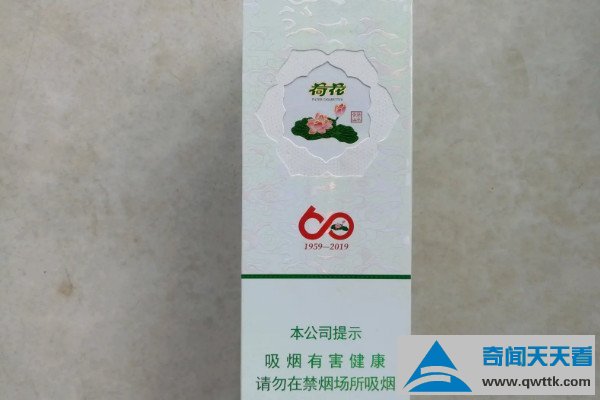 荷花
60
1959—2019
本公司提示
吸烟有害健康
请勿在禁烟场所吸烟
奇闻天天看
www.qwttk.com